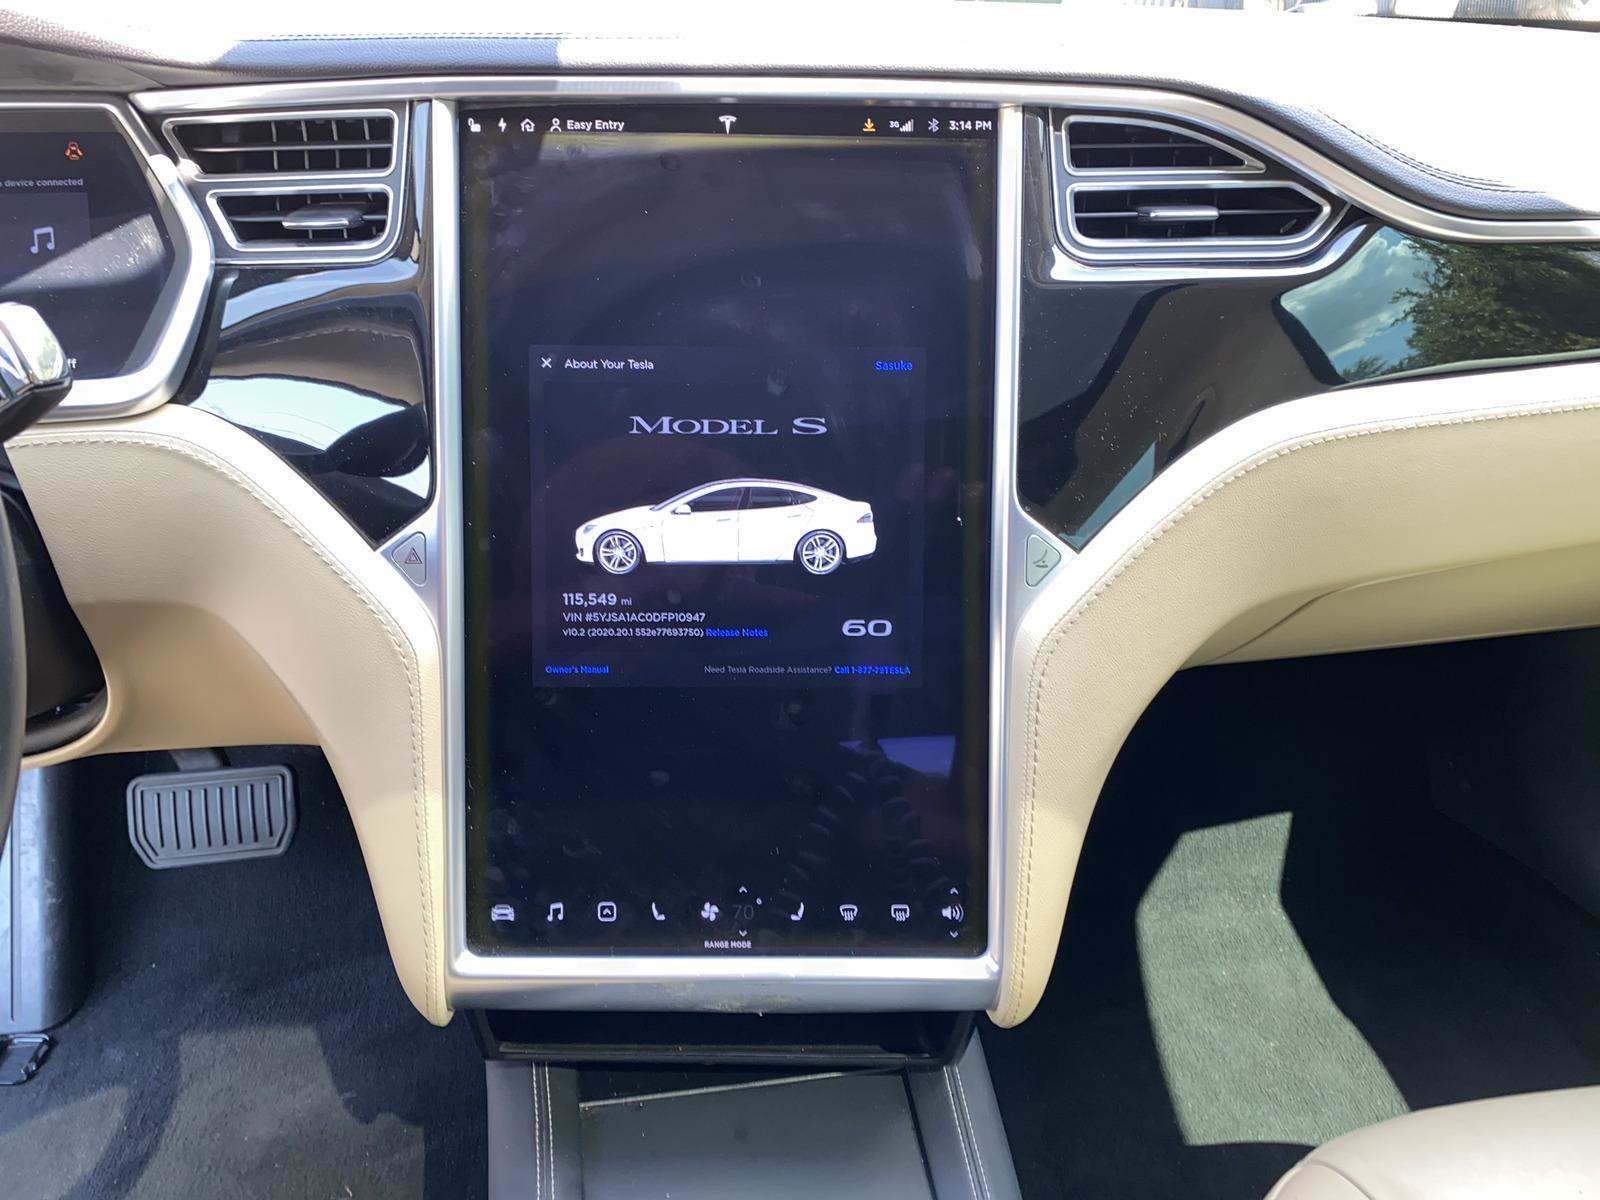 Easy Entry
3G
3:14 PM
device connected
About Your Tesla
Sasuke
MODEL S
115,549 mi
VIN #5YJSA1AC0DFP10947
v10.2 (2020.20.1 552e77693750) Release Notes
60
Owner's Manual
Need Tesla Roadside Assistance? Call 1-877-79TESLA
70°
RANGE MODE